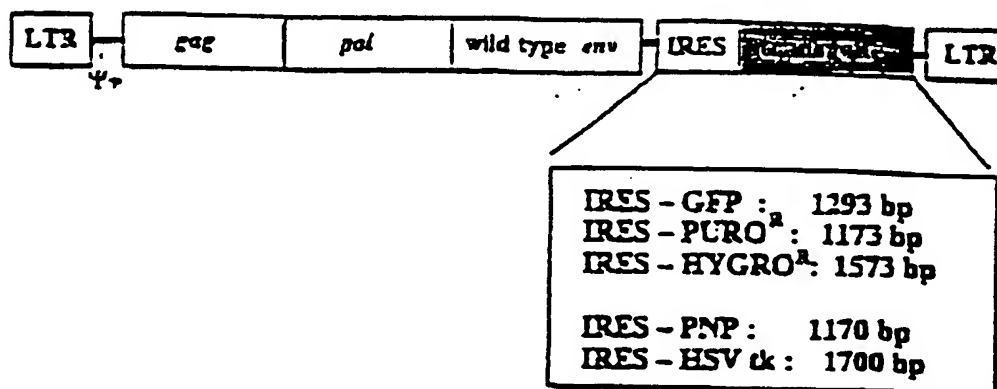 LTR gag pol wild type env IRES LTR
Ψ+
IRES – GFP : 1293 bp
IRES – PURO^R : 1173 bp
IRES – HYGRO^R: 1573 bp
IRES – PNP : 1170 bp
IRES – HSV tk : 1700 bp